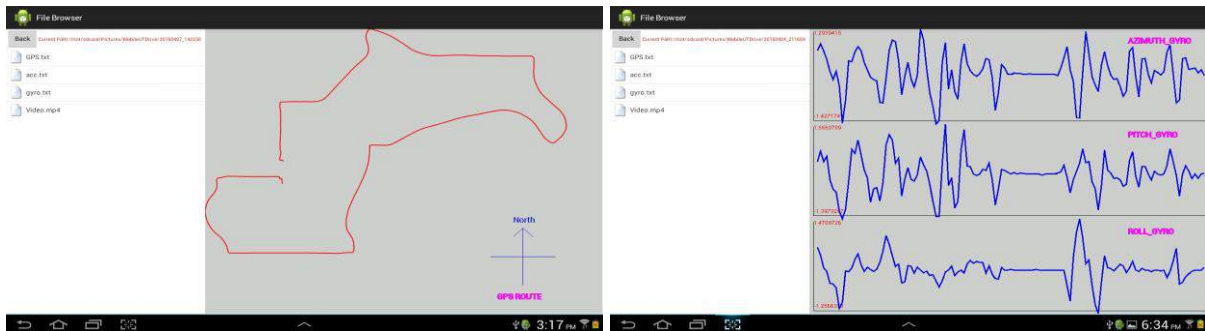 File Browser
Back
GPS.txt
acc.txt
gyro.txt
Video.mp4
North
GPS ROUTE
3:17 PM
File Browser
Back
GPS.txt
acc.txt
gyro.txt
Video.mp4
AZIMUTH_GYRO
PITCH_GYRO
ROLL_GYRO
6:34 PM